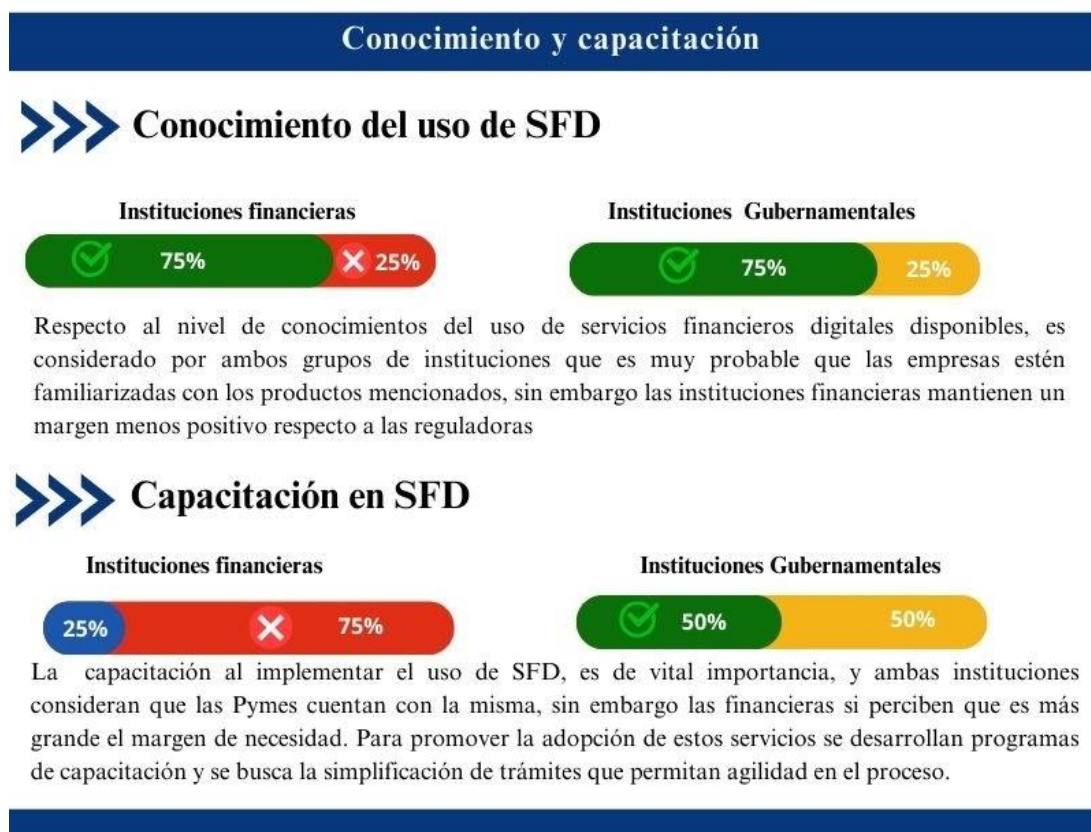 Conocimiento y capacitación
Conocimiento del uso de SFD
Instituciones financieras
Instituciones Gubernamentales
75% 25%
75% 25%
Respecto al nivel de conocimientos del uso de servicios financieros digitales disponibles, es
considerado por ambos grupos de instituciones que es muy probable que las empresas estén
familiarizadas con los productos mencionados, sin embargo las instituciones financieras mantienen un
margen menos positivo respecto a las reguladoras
Capacitación en SFD
Instituciones financieras
Instituciones Gubernamentales
25% 75%
50% 50%
La capacitación al implementar el uso de SFD, es de vital importancia, y ambas instituciones
consideran que las Pymes cuentan con la misma, sin embargo las financieras si perciben que es más
grande el margen de necesidad. Para promover la adopción de estos servicios se desarrollan programas
de capacitación y se busca la simplificación de trámites que permitan agilidad en el proceso.